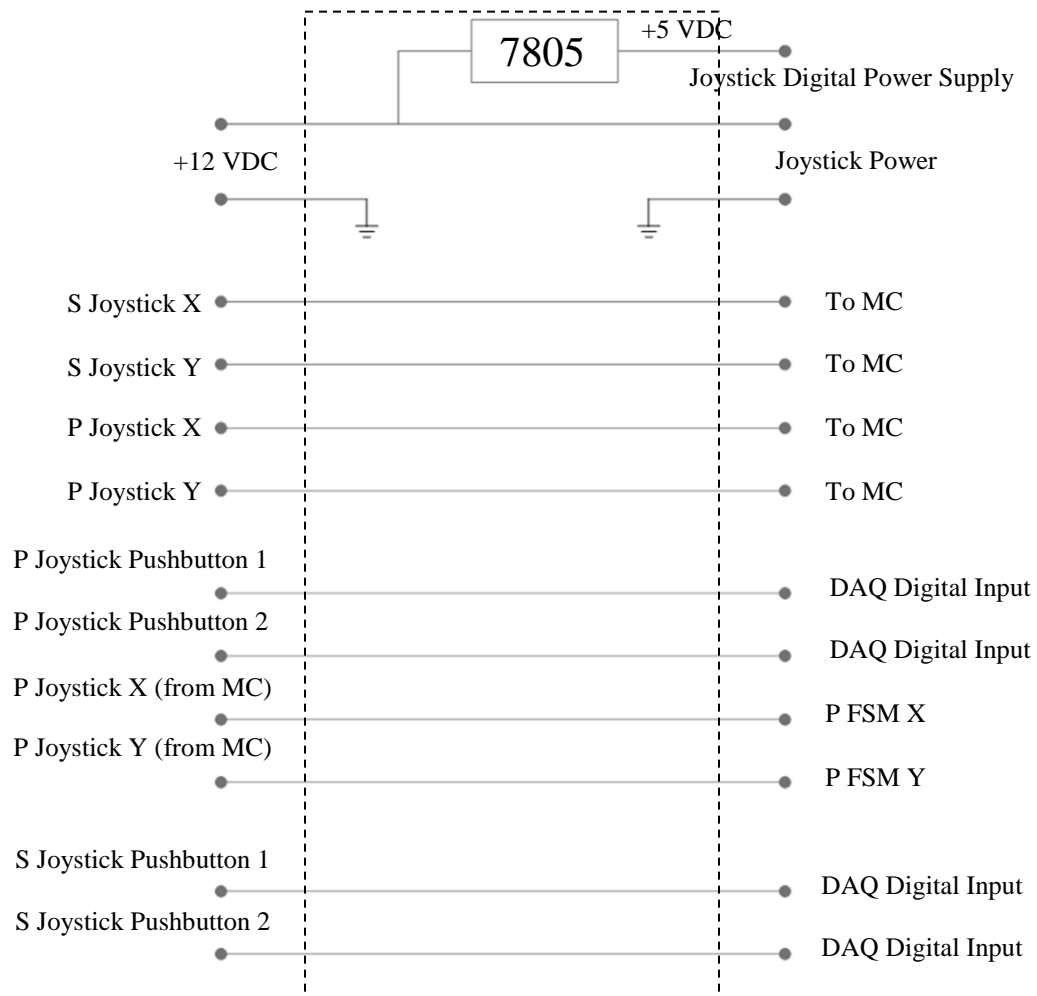 7805
+5 VDC
Joystick Digital Power Supply
+12 VDC
Joystick Power
S Joystick X
To MC
S Joystick Y
To MC
P Joystick X
To MC
P Joystick Y
To MC
P Joystick Pushbutton 1
DAQ Digital Input
P Joystick Pushbutton 2
DAQ Digital Input
P Joystick X (from MC)
P FSM X
P Joystick Y (from MC)
P FSM Y
S Joystick Pushbutton 1
DAQ Digital Input
S Joystick Pushbutton 2
DAQ Digital Input